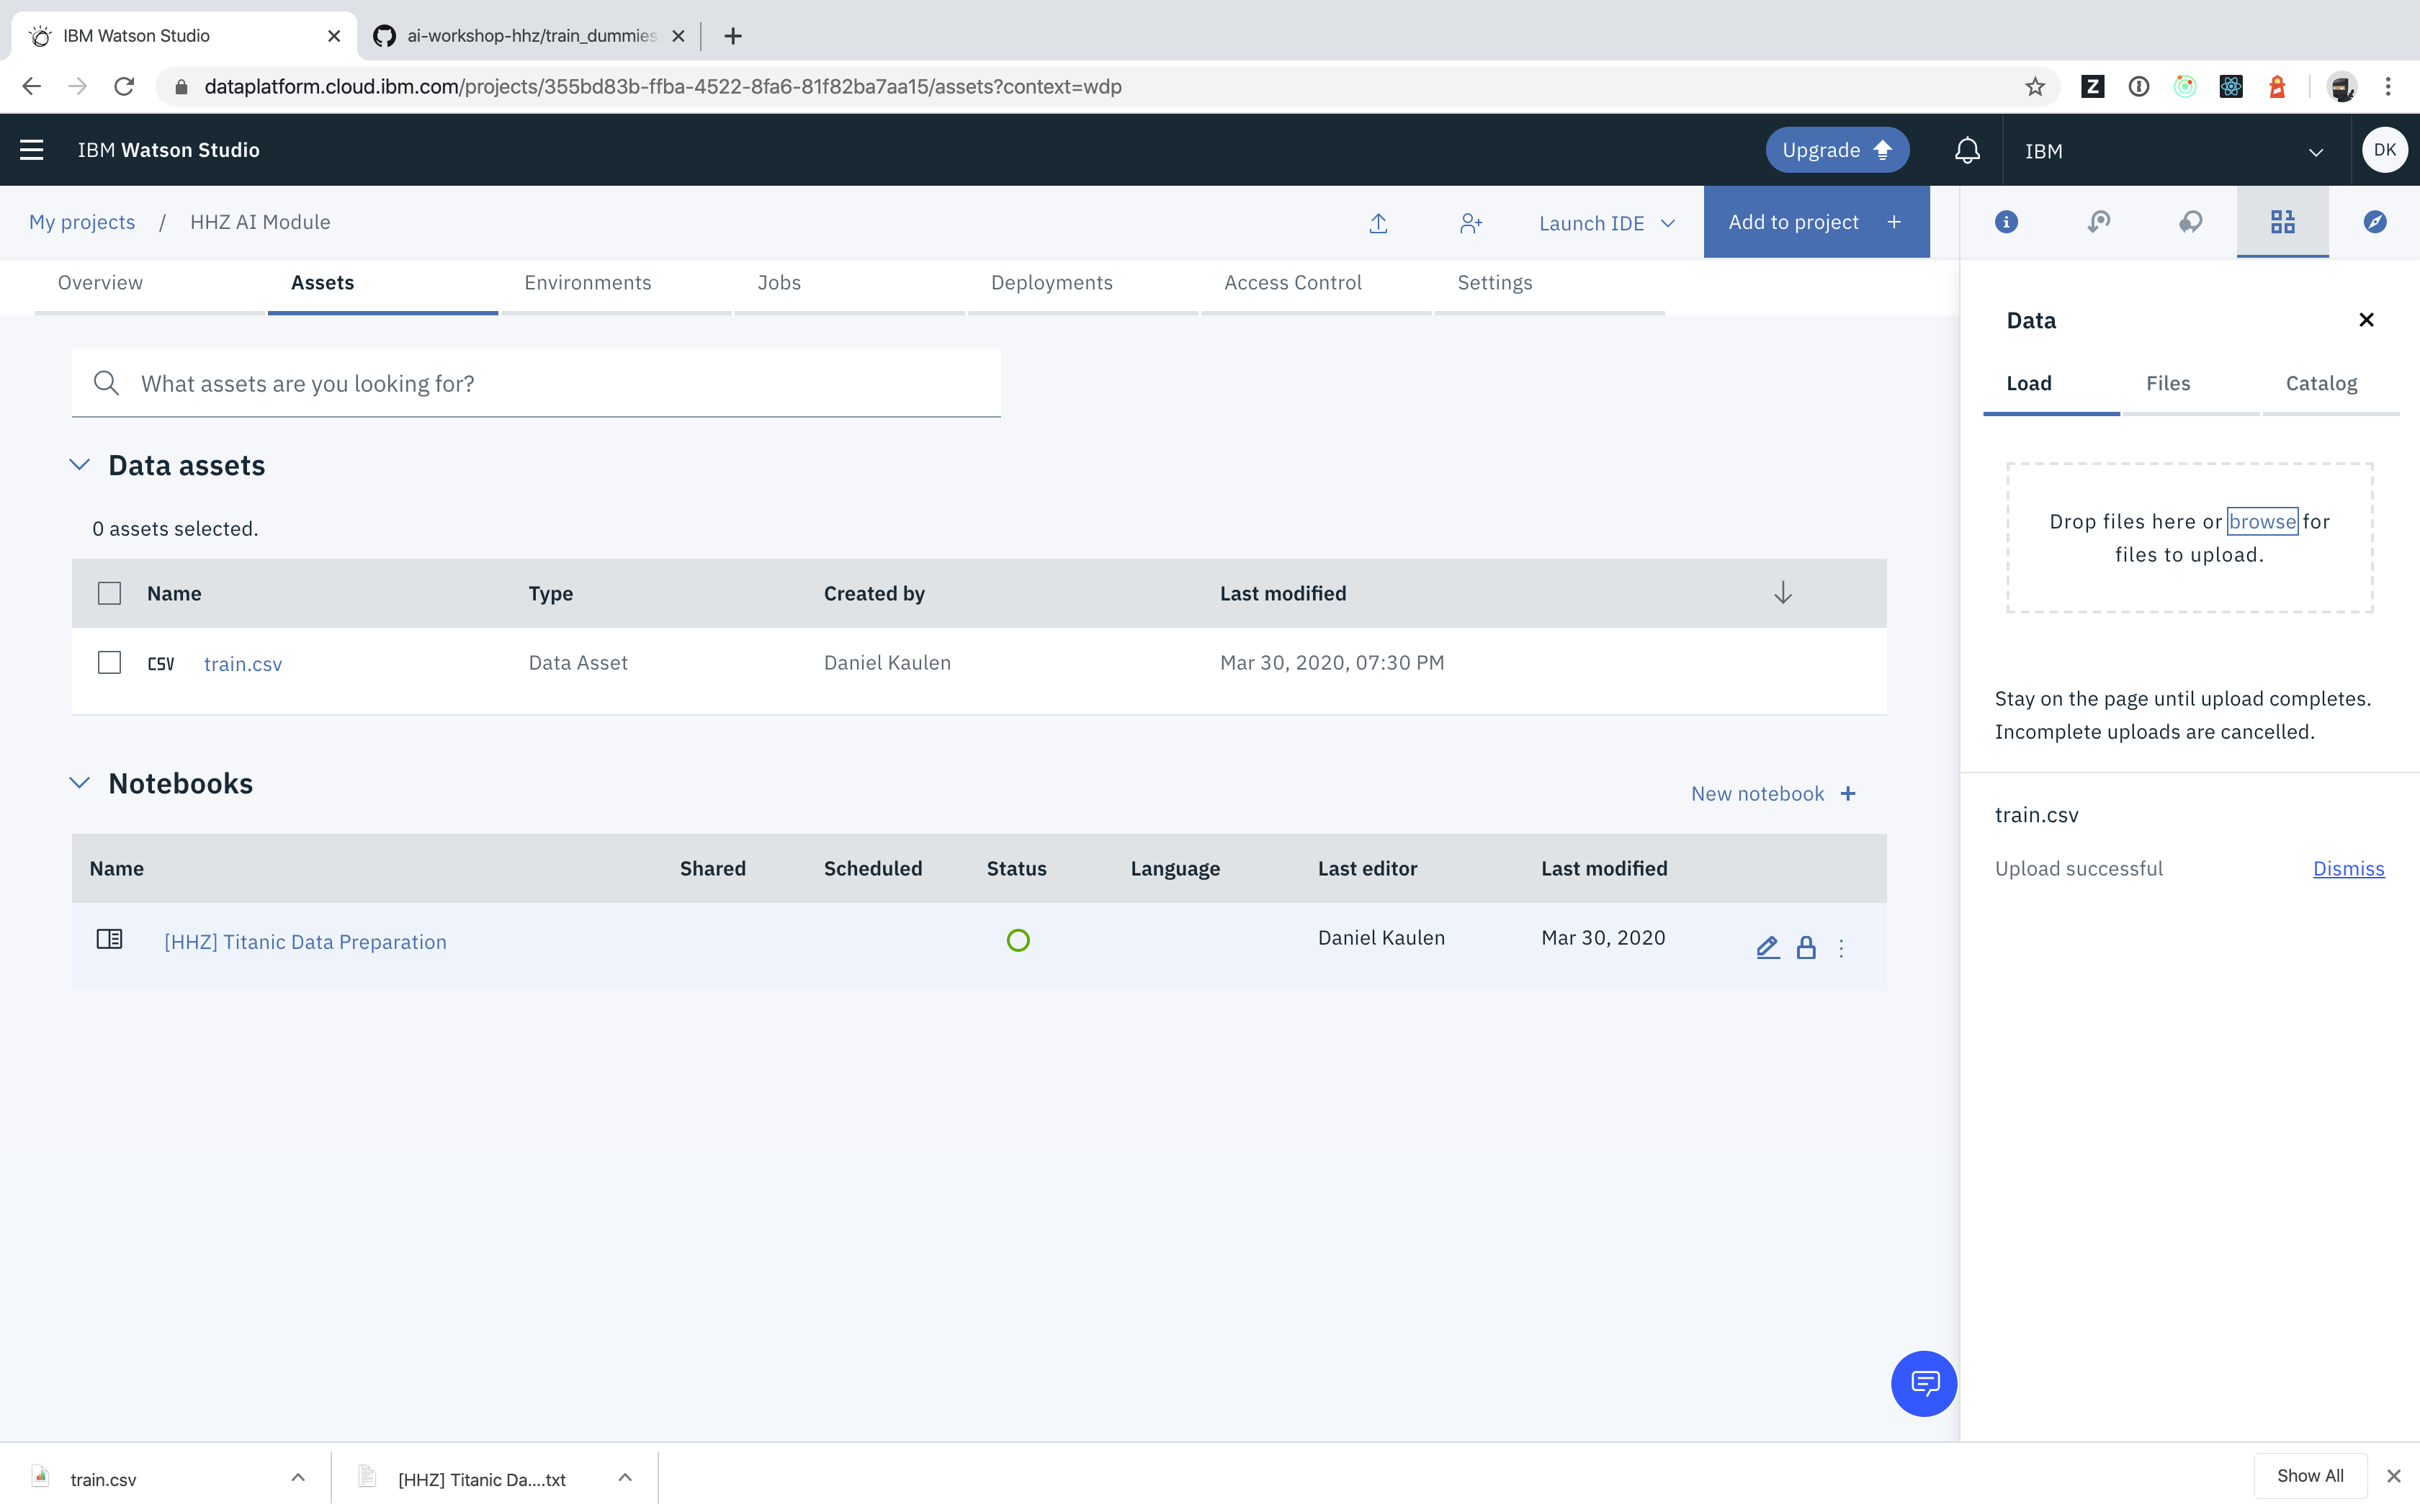 IBM Watson Studio
ai-workshop-hhz/train_dummies
dataplatform.cloud.ibm.com/projects/355bd83b-ffba-4522-8fa6-81f82ba7aa15/assets?context=wdp
IBM Watson Studio
Upgrade
IBM
DK
My projects / HHZ AI Module
Launch IDE
Add to project +
Overview
Assets
Environments
Jobs
Deployments
Access Control
Settings
What assets are you looking for?
Data assets
0 assets selected.
Name Type Created by Last modified
CSV train.csv Data Asset Daniel Kaulen Mar 30, 2020, 07:30 PM
Notebooks
New notebook +
Name Shared Scheduled Status Language Last editor Last modified
[HHZ] Titanic Data Preparation Daniel Kaulen Mar 30, 2020
Data
Load Files Catalog
Drop files here or browse for
files to upload.
Stay on the page until upload completes.
Incomplete uploads are cancelled.
train.csv
Upload successful Dismiss
train.csv
[HHZ] Titanic Da....txt
Show All